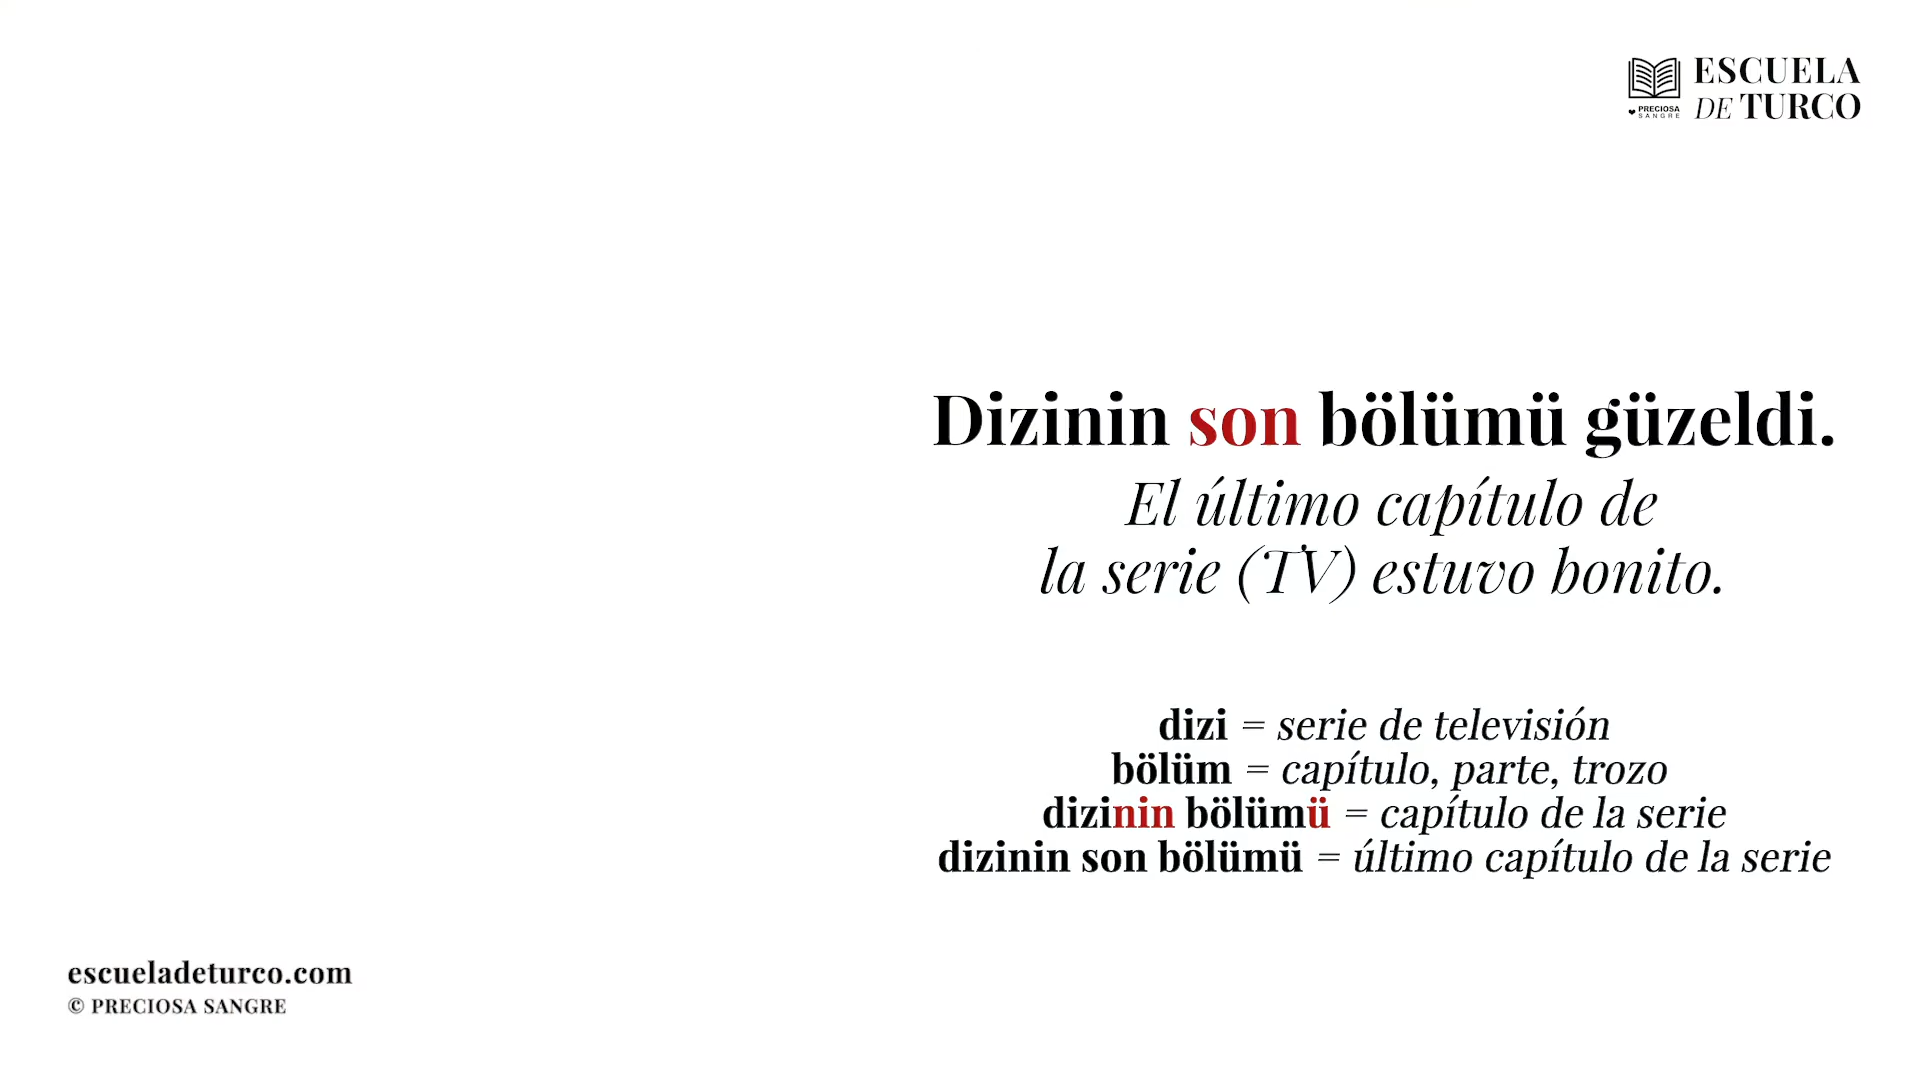 ESCUELA
DE TURCO
PRECIOSA
SANGRE
Dizinin son bölümü güzeldi.
El último capítulo de
la serie (TV) estuvo bonito.
dizi = serie de televisión
bölüm = capítulo, parte, trozo
dizinin bölümü = capítulo de la serie
dizinin son bölümü = último capítulo de la serie
escueladeturco.com
© PRECIOSA SANGRE